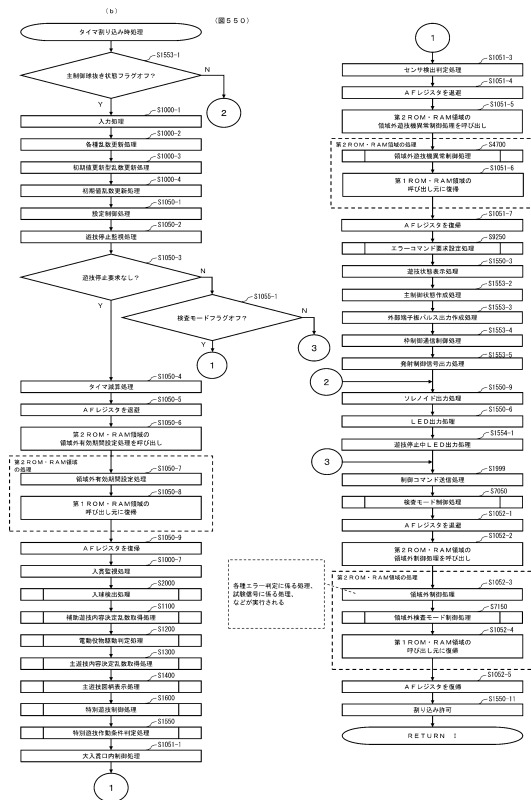 (b)
(図550)
タイマ割り込み時処理
S1553-1
主制御球抜き状態フラグオフ?
N
2
Y
S1000-1
入力処理
S1000-2
各種乱数更新処理
S1000-3
初期値更新型乱数更新処理
S1000-4
初期値乱数更新処理
S1050-1
設定制御処理
S1050-2
遊技停止監視処理
S1050-3
遊技停止要求なし?
N
S1055-1
Y
検査モードフラグオフ?
N
3
Y
1
S1050-4
タイマ減算処理
S1050-5
AFレジスタを退避
S1050-6
第2ROM・RAM領域の
領域外有効期間設定処理を呼び出し
第2ROM・RAM領域
の処理
S1050-7
領域外有効期間設定処理
S1050-8
第1ROM・RAM領域の
呼び出し元に復帰
S1050-9
AFレジスタを復帰
S1000-7
入賞監視処理
S2000
入球検出処理
S1100
補助遊技内容決定乱数取得処理
S1200
電動役物駆動判定処理
S1300
主遊技内容決定乱数取得処理
S1400
主遊技図柄表示処理
S1600
特別遊技制御処理
S1550
特別遊技作動条件判定処理
S1051-1
大入賞口内制御処理
1
1
S1051-3
センサ検出判定処理
S1051-4
AFレジスタを退避
S1051-5
第2ROM・RAM領域の
領域外遊技機異常制御処理を呼び出し
第2ROM・RAM領域の処理
S4700
領域外遊技機異常制御処理
S1051-6
第1ROM・RAM領域の
呼び出し元に復帰
S1051-7
AFレジスタを復帰
S9250
エラーコマンド要求設定処理
S1550-3
遊技状態表示処理
S1553-2
主制御状態作成処理
S1553-3
外部端子板パルス出力作成処理
S1553-4
枠制御通信制御処理
S1553-5
発射制御信号出力処理
2
S1550-9
ソレノイド出力処理
S1550-6
LED出力処理
S1554-1
遊技停止中LED出力処理
3
S1999
制御コマンド送信処理
S7050
検査モード制御処理
S1052-1
AFレジスタを退避
S1052-2
第2ROM・RAM領域の
領域外制御処理を呼び出し
各種エラー判定に係る処理、
試験信号に係る処理、
などが実行される
第2ROM・RAM領域の処理
S1052-3
領域外制御処理
S7150
領域外検査モード制御処理
S1052-4
第1ROM・RAM領域の
呼び出し元に復帰
S1052-5
AFレジスタを復帰
S1550-11
割り込み許可
RETURN I